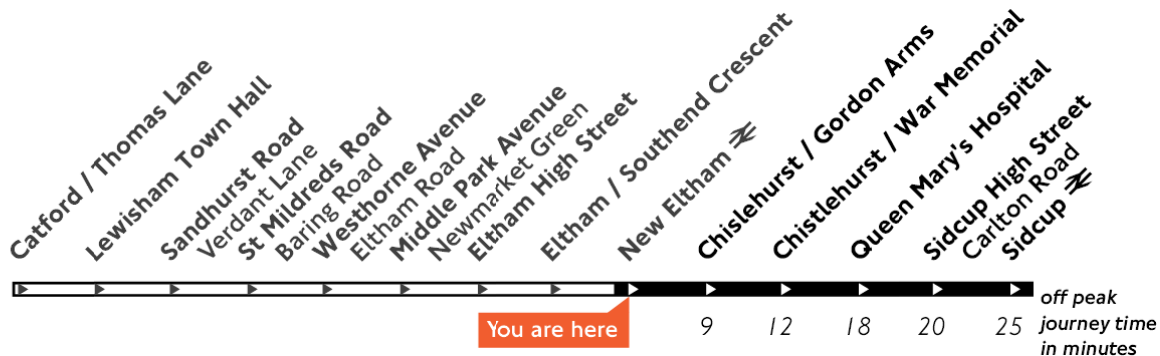 Catford / Thomas Lane
Lewisham Town Hall
Sandhurst Road
Verdant Lane
St Mildreds Road
Baring Road
Westhorne Avenue
Eltham Road
Middle Park Avenue
Newmarket Green
Eltham High Street
Eltham / Southend Crescent
New Eltham
Chislehurst / Gordon Arms
Chistlehurst / War Memorial
Queen Mary's Hospital
Sidcup High Street
Carlton Road
Sidcup
You are here
9 12 18 20 25
off peak
journey time
in minutes